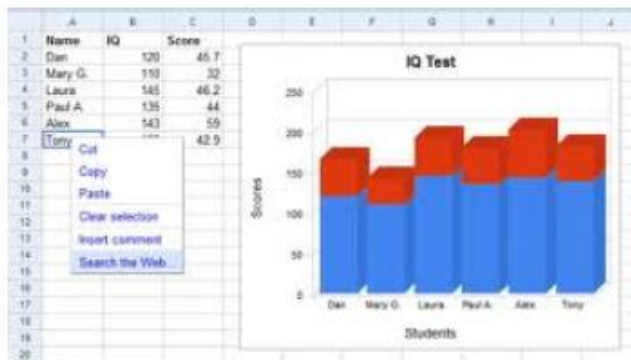 A B C D E F G H I J
1 Name IQ Score
2 Dan 120 45.7
3 Mary G. 110 32
4 Laura 145 46.2
5 Paul A. 135 44
6 Alex 143 59
7 Tony 42.9
8
9
10
11
12
13
14
15
16
17
18
19
20
Cut
Copy
Paste
Clear selection
Insert comment
Search the Web...
IQ Test
250
200
150
100
50
0
Scores
Dan Mary G. Laura Paul A. Alex Tony
Students